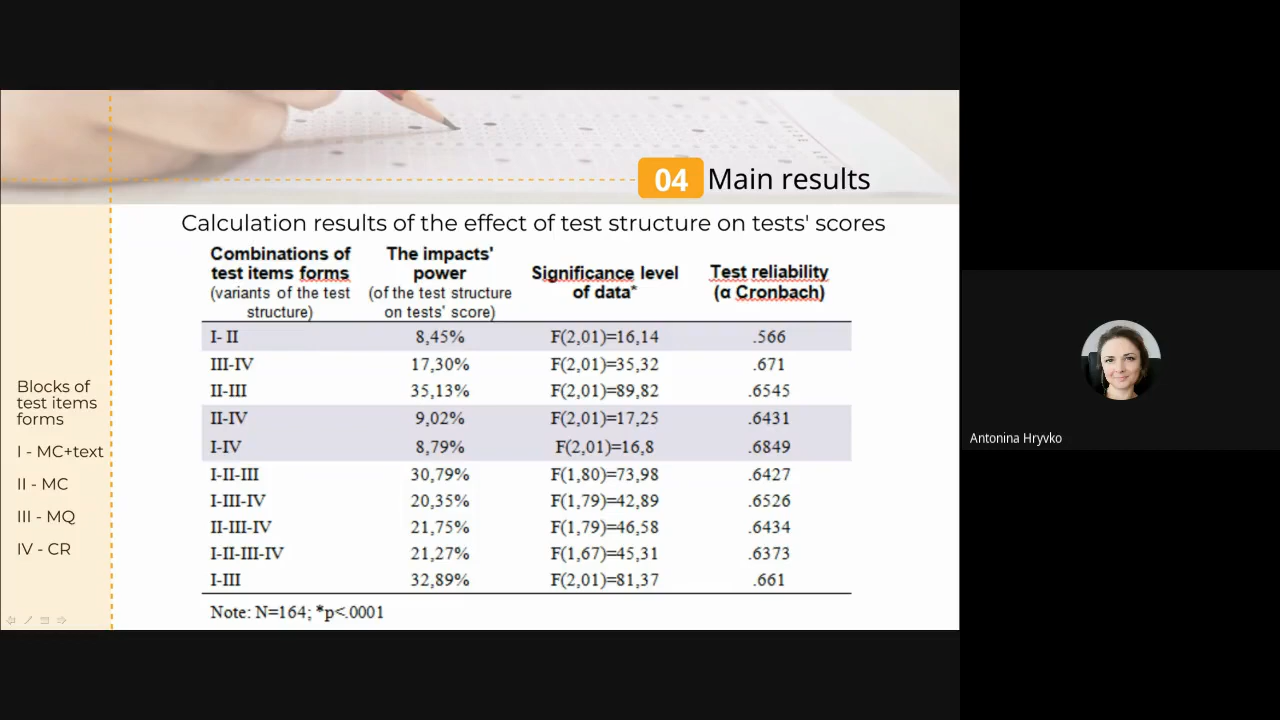 04 Main results
Calculation results of the effect of test structure on tests' scores
Combinations of test items forms (variants of the test structure) The impacts' power (of the test structure on tests' score) Significance level of data* Test reliability (α Cronbach)
I- II 8,45% F(2,01)=16,14 .566
III-IV 17,30% F(2,01)=35,32 .671
II-III 35,13% F(2,01)=89,82 .6545
II-IV 9,02% F(2,01)=17,25 .6431
I-IV 8,79% F(2,01)=16,8 .6849
I-II-III 30,79% F(1,80)=73,98 .6427
I-III-IV 20,35% F(1,79)=42,89 .6526
II-III-IV 21,75% F(1,79)=46,58 .6434
I-II-III-IV 21,27% F(1,67)=45,31 .6373
I-III 32,89% F(2,01)=81,37 .661
Note: N=164; *p<.0001
Blocks of
test items
forms
I - MC+text
II - MC
III - MQ
IV - CR
Antonina Hryvko